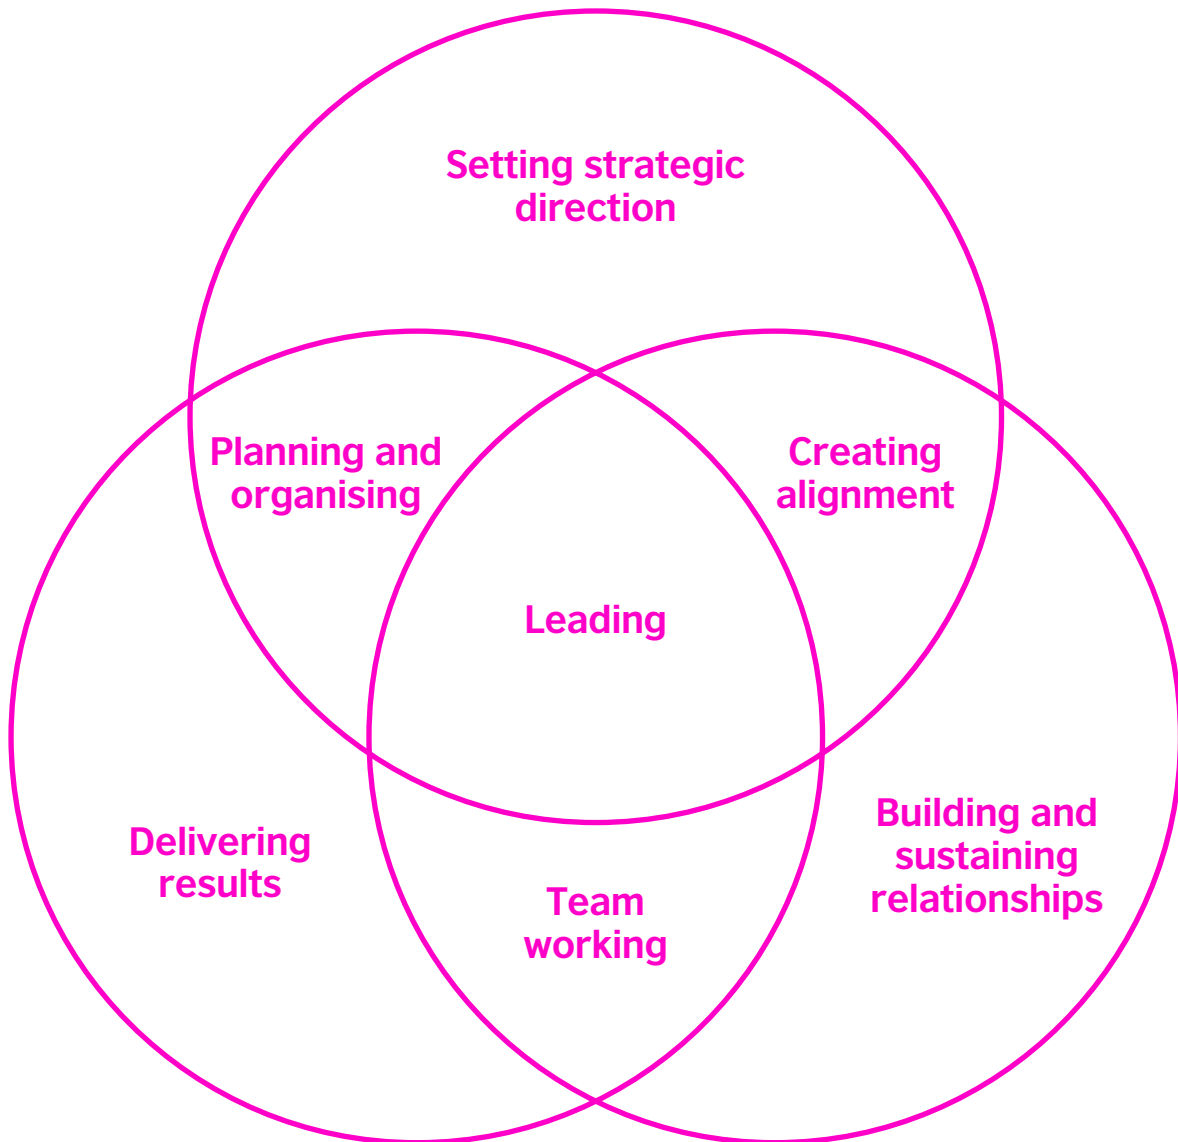 Setting strategic
direction
Planning and
organising
Creating
alignment
Leading
Delivering
results
Building and
sustaining
relationships
Team
working